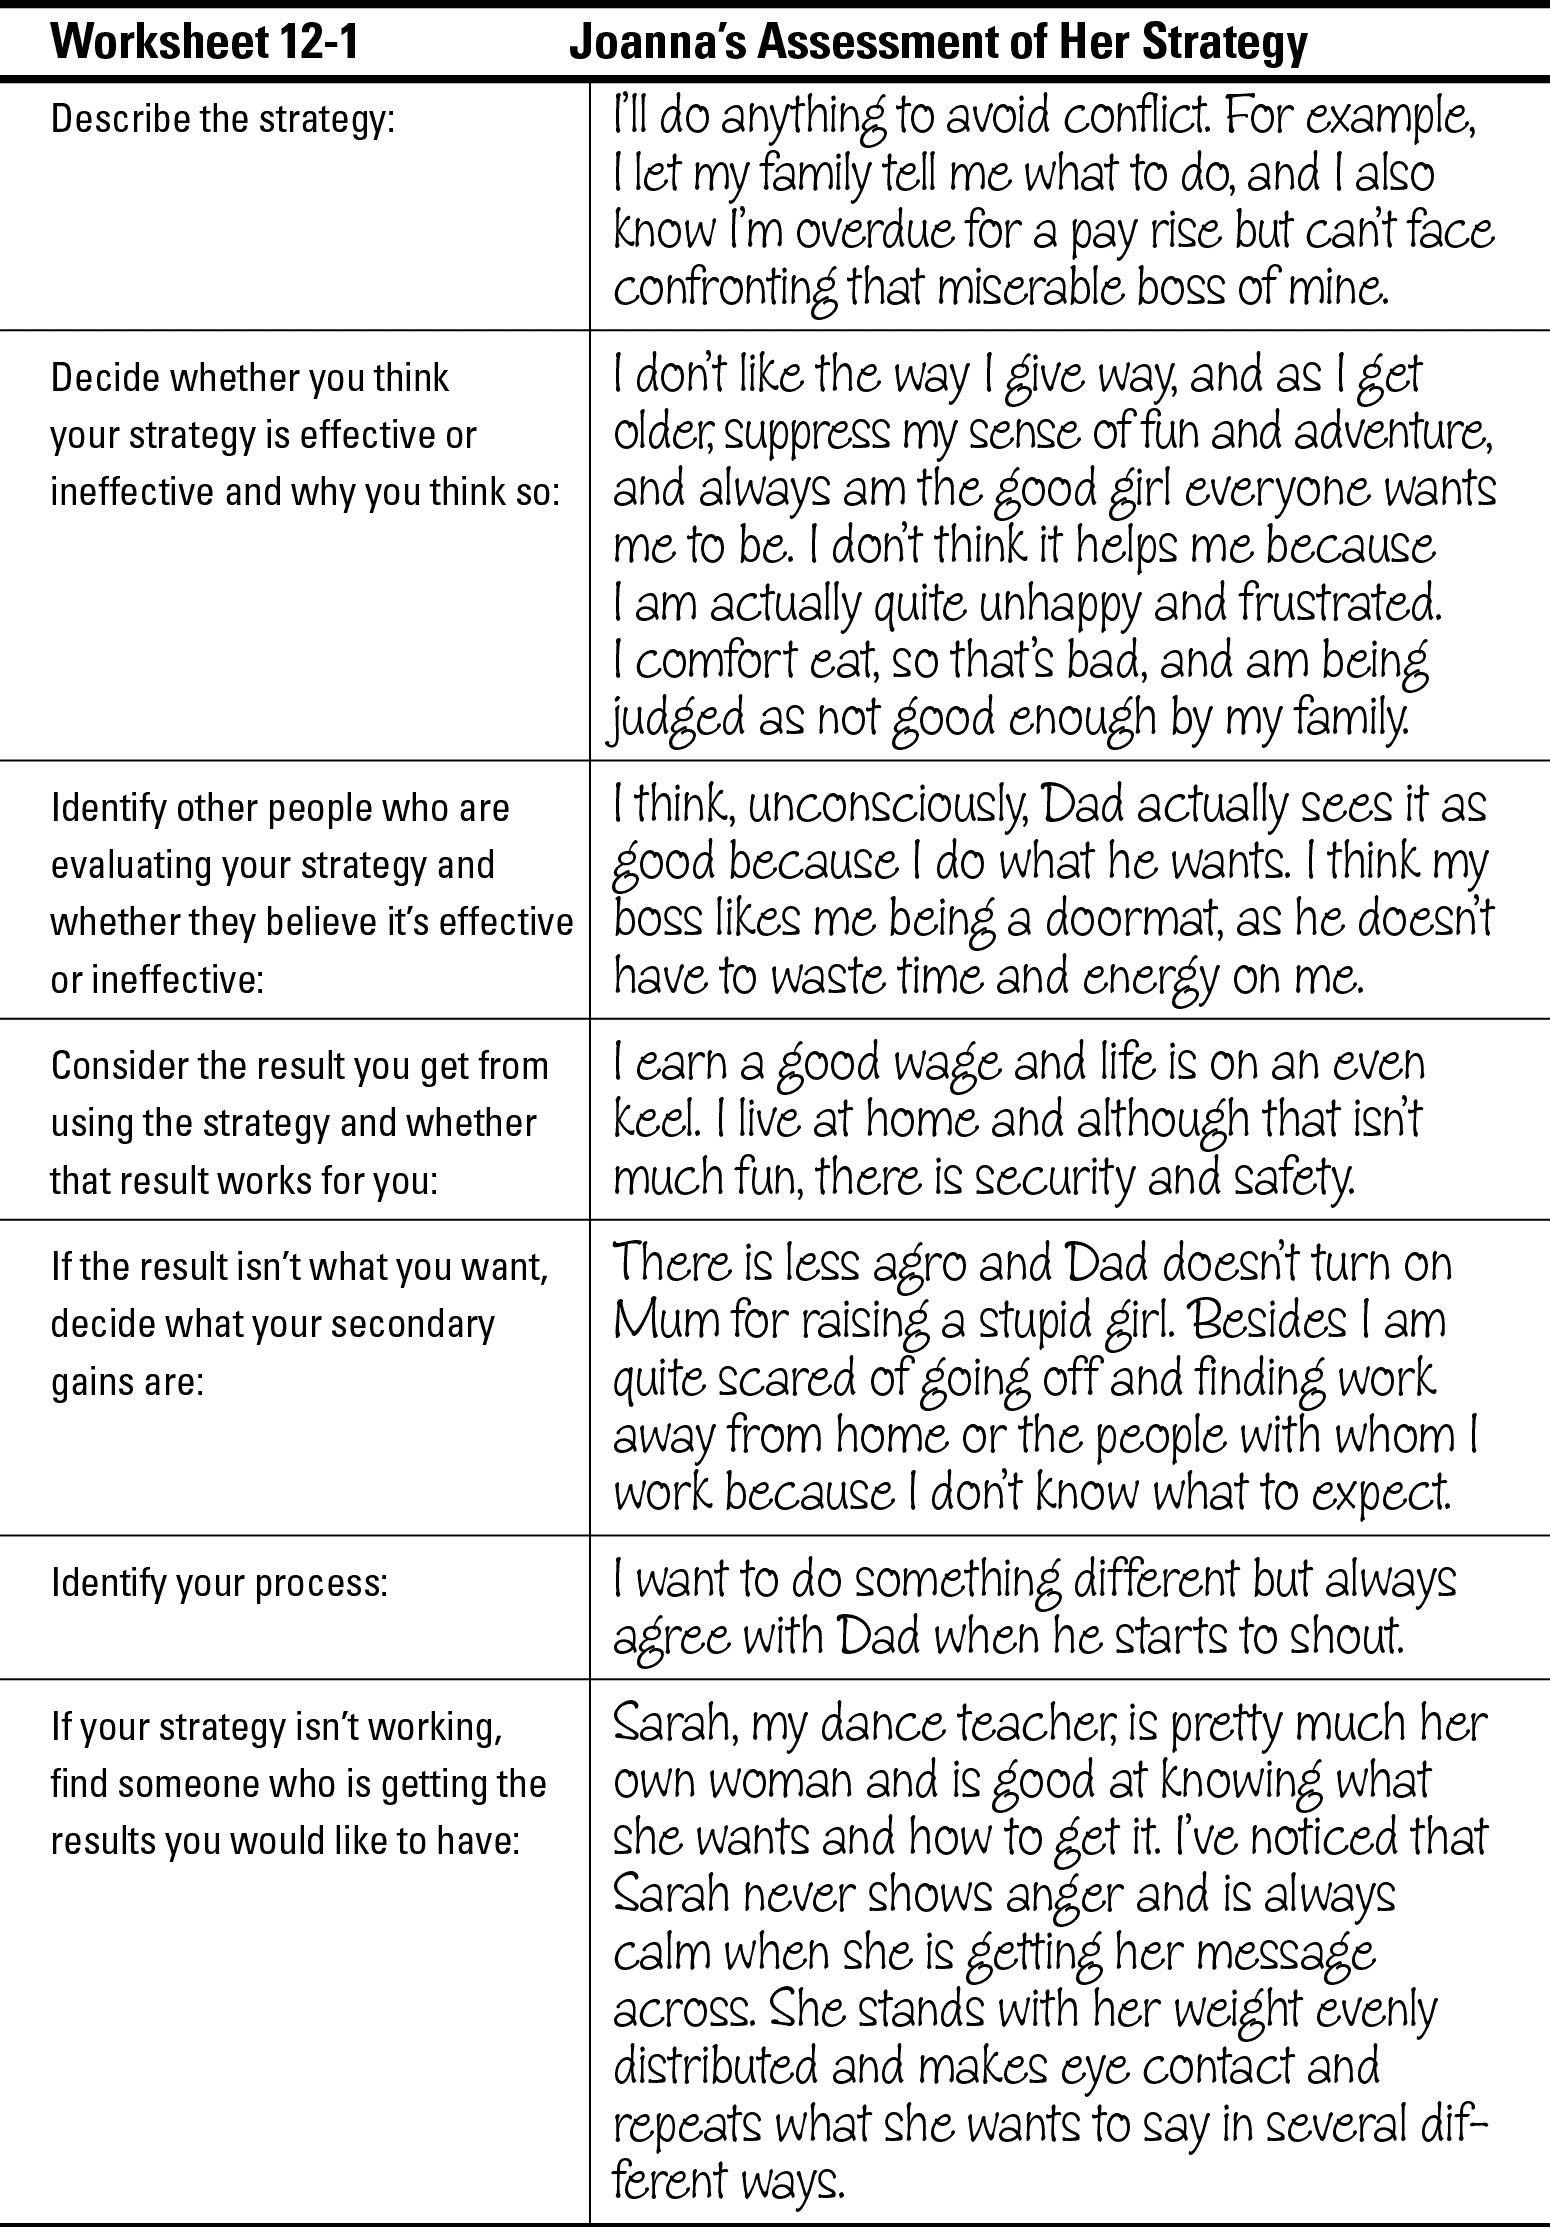 Worksheet 12-1 Joanna’s Assessment of Her Strategy
Describe the strategy:
I’ll do anything to avoid conflict. For example,
I let my family tell me what to do, and I also
know I’m overdue for a pay rise but can’t face
confronting that miserable boss of mine.
Decide whether you think
your strategy is effective or
ineffective and why you think so:
I don’t like the way I give way, and as I get
older, suppress my sense of fun and adventure,
and always am the good girl everyone wants
me to be. I don’t think it helps me because
I am actually quite unhappy and frustrated.
I comfort eat, so that’s bad, and am being
judged as not good enough by my family.
Identify other people who are
evaluating your strategy and
whether they believe it’s effective
or ineffective:
I think, unconsciously, Dad actually sees it as
good because I do what he wants. I think my
boss likes me being a doormat, as he doesn’t
have to waste time and energy on me.
Consider the result you get from
using the strategy and whether
that result works for you:
I earn a good wage and life is on an even
keel. I live at home and although that isn’t
much fun, there is security and safety.
If the result isn’t what you want,
decide what your secondary
gains are:
There is less agro and Dad doesn’t turn on
Mum for raising a stupid girl. Besides I am
quite scared of going off and finding work
away from home or the people with whom I
work because I don’t know what to expect.
Identify your process:
I want to do something different but always
agree with Dad when he starts to shout.
If your strategy isn’t working,
find someone who is getting the
results you would like to have:
Sarah, my dance teacher, is pretty much her
own woman and is good at knowing what
she wants and how to get it. I’ve noticed that
Sarah never shows anger and is always
calm when she is getting her message
across. She stands with her weight evenly
distributed and makes eye contact and
repeats what she wants to say in several dif-
ferent ways.